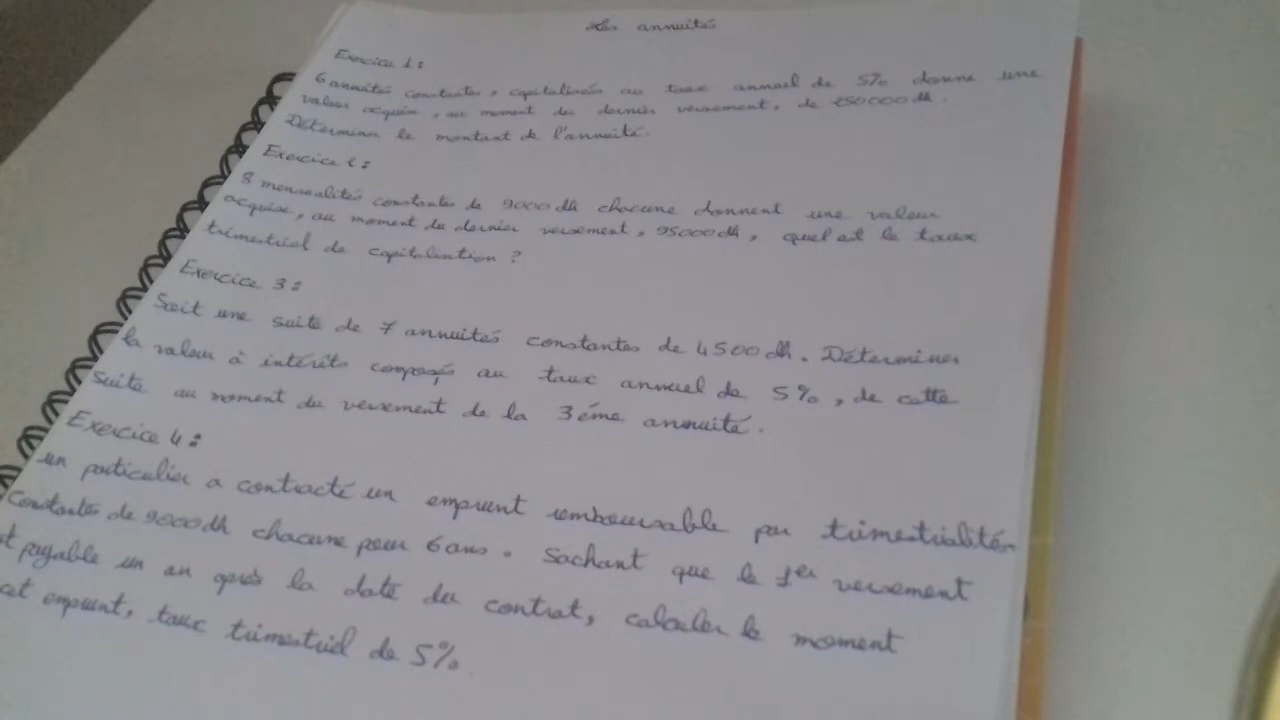 Les annuités
Exercice 1 :
6 annuités constantes, capitalisées au taux annuel de 5% donne une
valeur acquise, au moment du dernier versement, de 250000 dh.
Déterminer le montant de l'annuité.
Exercice 2 :
8 mensualités constantes de 9000 dh chacune donnent une valeur
acquise, au moment du dernier versement, 95000 dh, quel est le taux
trimestriel de capitalisation ?
Exercice 3 :
Soit une suite de 7 annuités constantes de 4500 dh. Déterminer
la valeur à intérêts composés au taux annuel de 5%, de cette
suite au moment du versement de la 3éme annuité.
Exercice 4 :
un particulier a contracté un emprunt remboursable par trimestrialités
Constantes de 9000 dh chacune pour 6 ans. Sachant que le 1er versement
t payable un an après la date du contrat, calculer le moment
cet emprunt, taux trimestriel de 5%